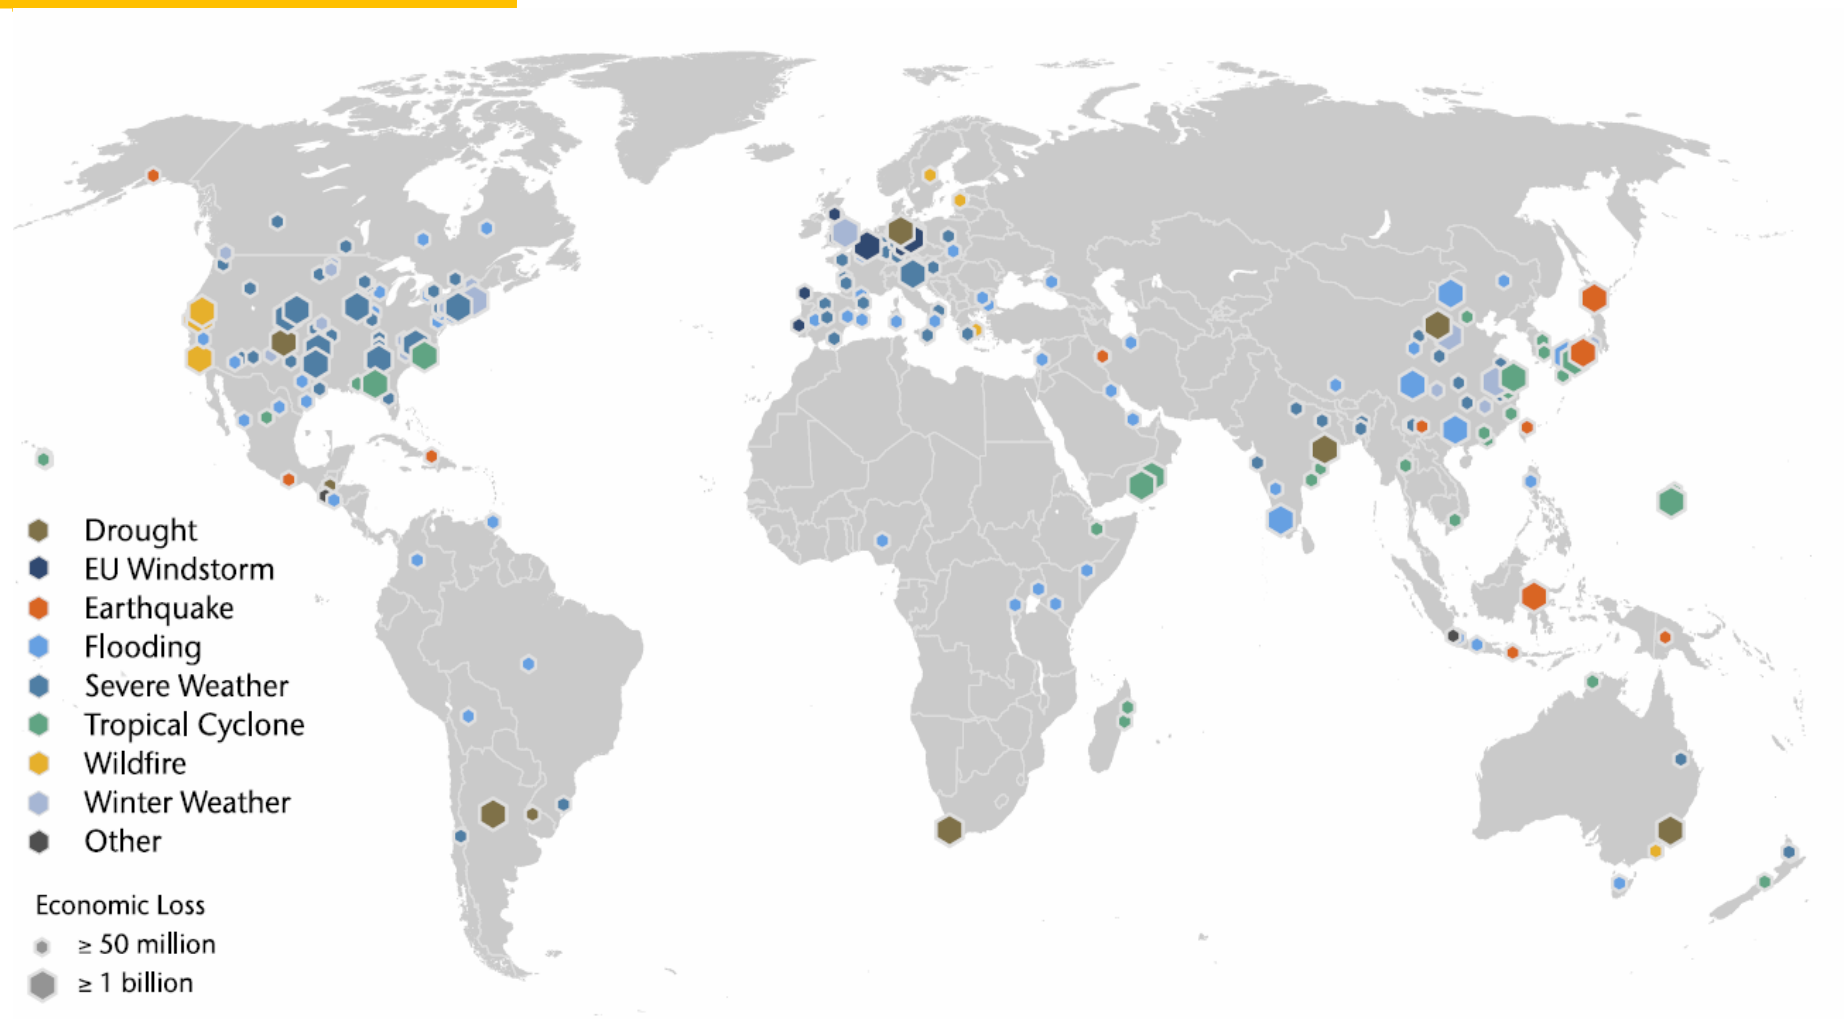 Drought
EU Windstorm
Earthquake
Flooding
Severe Weather
Tropical Cyclone
Wildfire
Winter Weather
Other
Economic Loss
≥ 50 million
≥ 1 billion